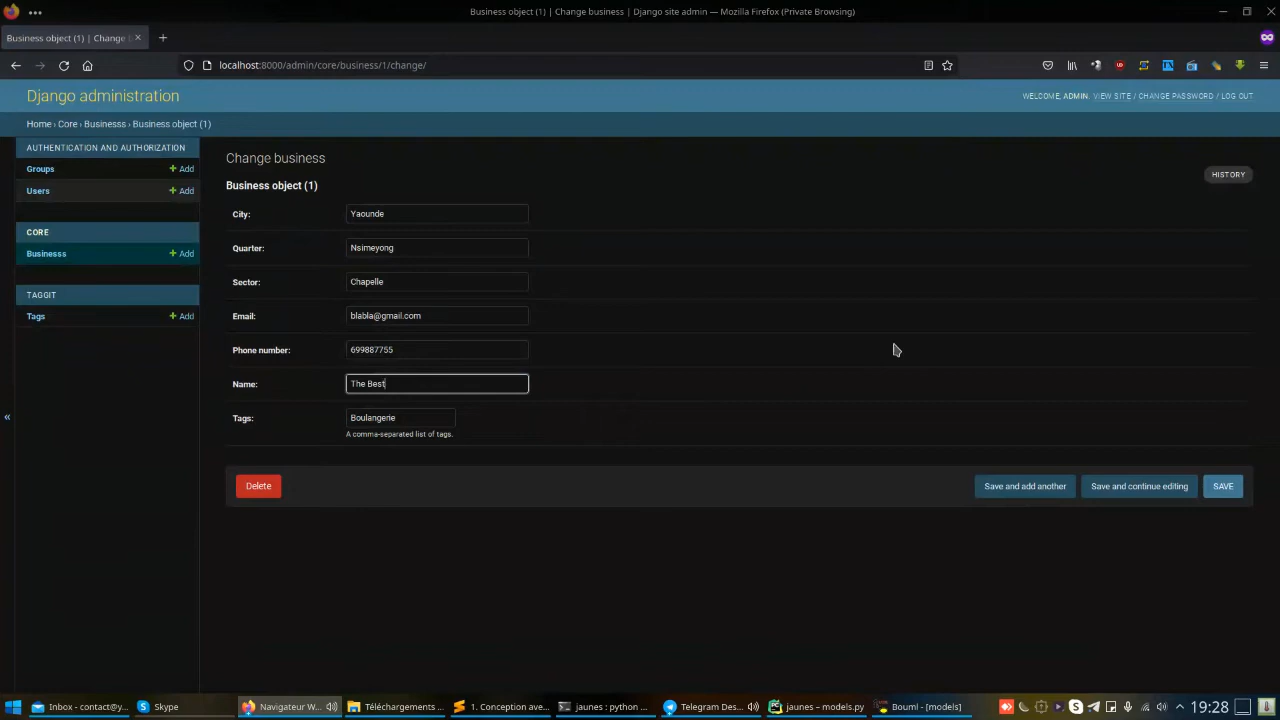 Business object (1) | Change business | Django site admin — Mozilla Firefox (Private Browsing)
Business object (1) | Change
localhost:8000/admin/core/business/1/change/
Django administration
WELCOME, ADMIN. VIEW SITE / CHANGE PASSWORD / LOG OUT
Home › Core › Businesss › Business object (1)
AUTHENTICATION AND AUTHORIZATION
Groups + Add
Users + Add
CORE
Businesss + Add
TAGGIT
Tags + Add
«
Change business
HISTORY
Business object (1)
City: Yaounde
Quarter: Nsimeyong
Sector: Chapelle
Email: blabla@gmail.com
Phone number: 699887755
Name: The Best
Tags: Boulangerie
A comma-separated list of tags.
Delete Save and add another Save and continue editing SAVE
Inbox - contact@y... Skype Navigateur W... Téléchargements ... 1. Conception ave... jaunes : python ... Telegram Des... jaunes – models.py Bouml - [models] 19:28